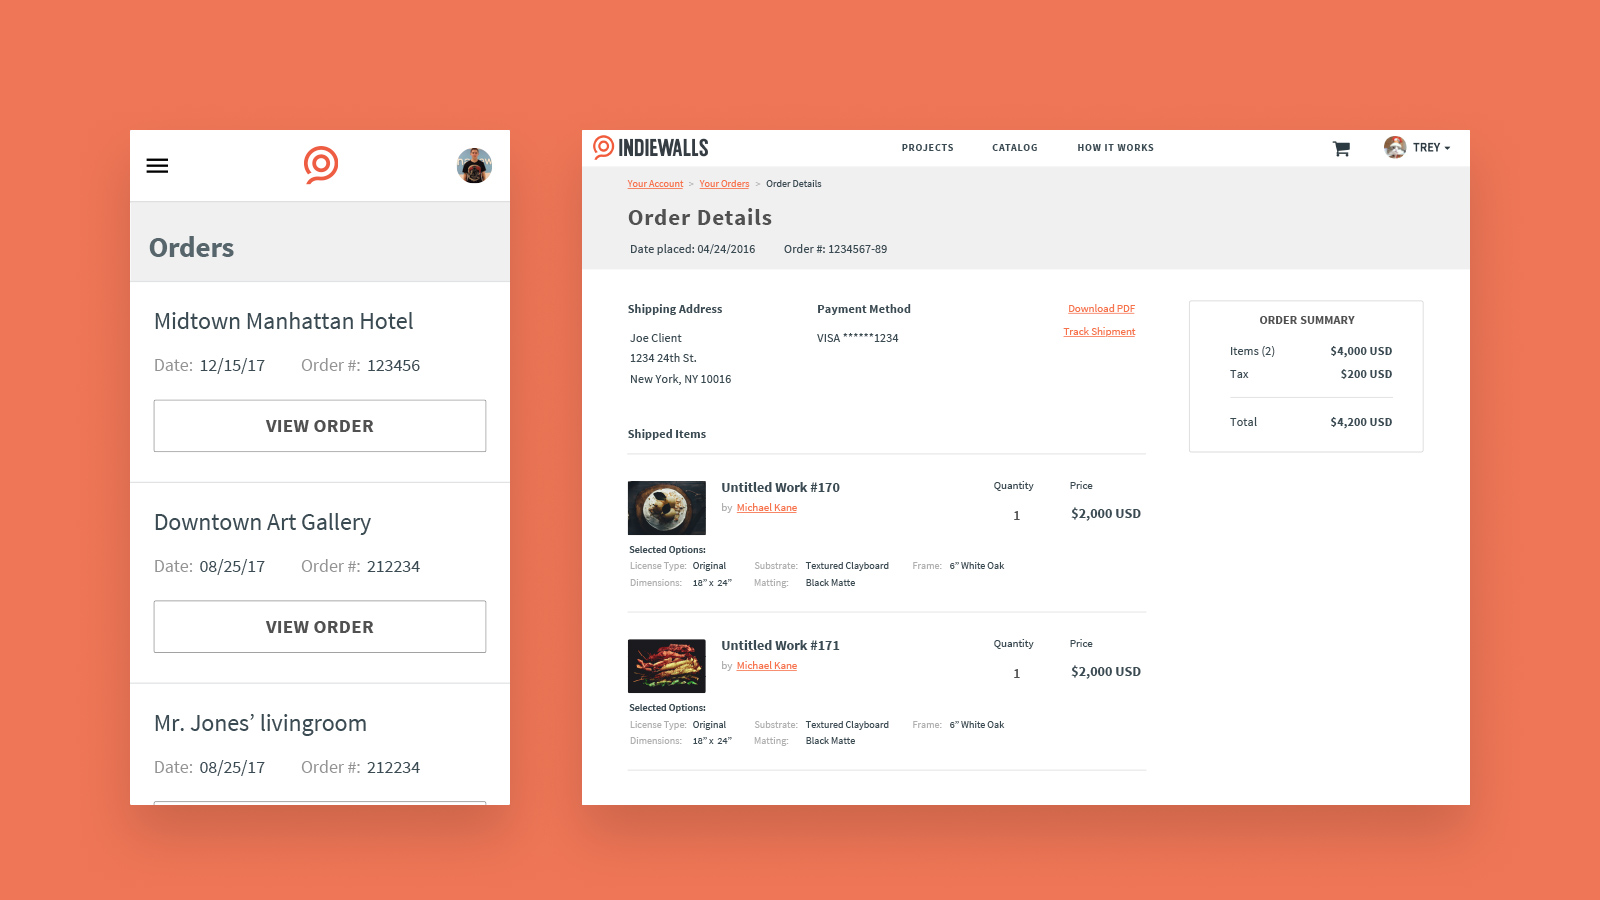 Orders
Midtown Manhattan Hotel
Date: 12/15/17 Order #: 123456
VIEW ORDER
Downtown Art Gallery
Date: 08/25/17 Order #: 212234
VIEW ORDER
Mr. Jones’ livingroom
Date: 08/25/17 Order #: 212234
INDIEWALLS PROJECTS CATALOG HOW IT WORKS TREY
Your Account > Your Orders > Order Details
Order Details
Date placed: 04/24/2016 Order #: 1234567-89
Shipping Address
Joe Client
1234 24th St.
New York, NY 10016
Payment Method
VISA ******1234
Download PDF
Track Shipment
ORDER SUMMARY
Items (2) $4,000 USD
Tax $200 USD
Total $4,200 USD
Shipped Items
Untitled Work #170 Quantity Price
by Michael Kane 1 $2,000 USD
Selected Options:
License Type: Original Substrate: Textured Clayboard Frame: 6” White Oak
Dimensions: 18” x 24” Matting: Black Matte
Untitled Work #171 Quantity Price
by Michael Kane 1 $2,000 USD
Selected Options:
License Type: Original Substrate: Textured Clayboard Frame: 6” White Oak
Dimensions: 18” x 24” Matting: Black Matte